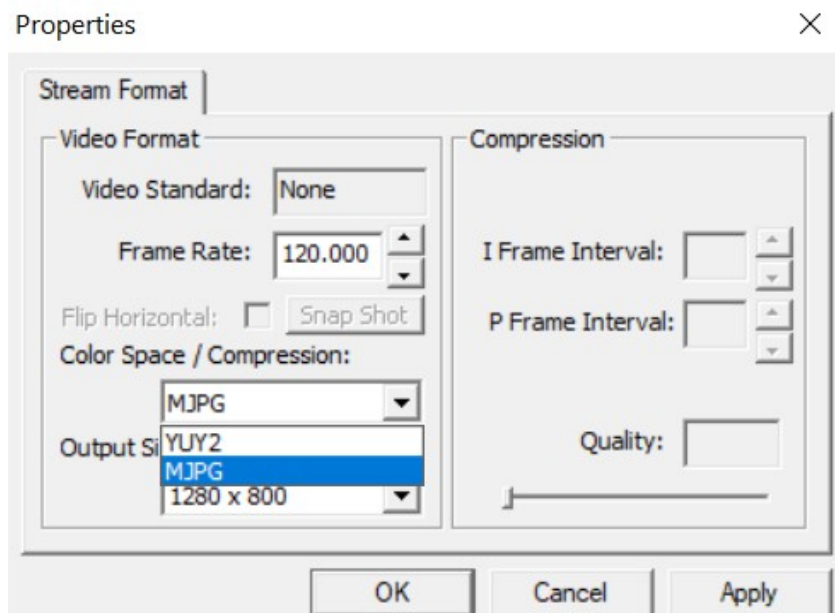 Properties
Stream Format
Video Format
Video Standard: None
Frame Rate: 120.000
Flip Horizontal: Snap Shot
Color Space / Compression:
MJPG
YUY2
MJPG
Output Si
1280 x 800
Compression
I Frame Interval:
P Frame Interval:
Quality:
OK Cancel Apply